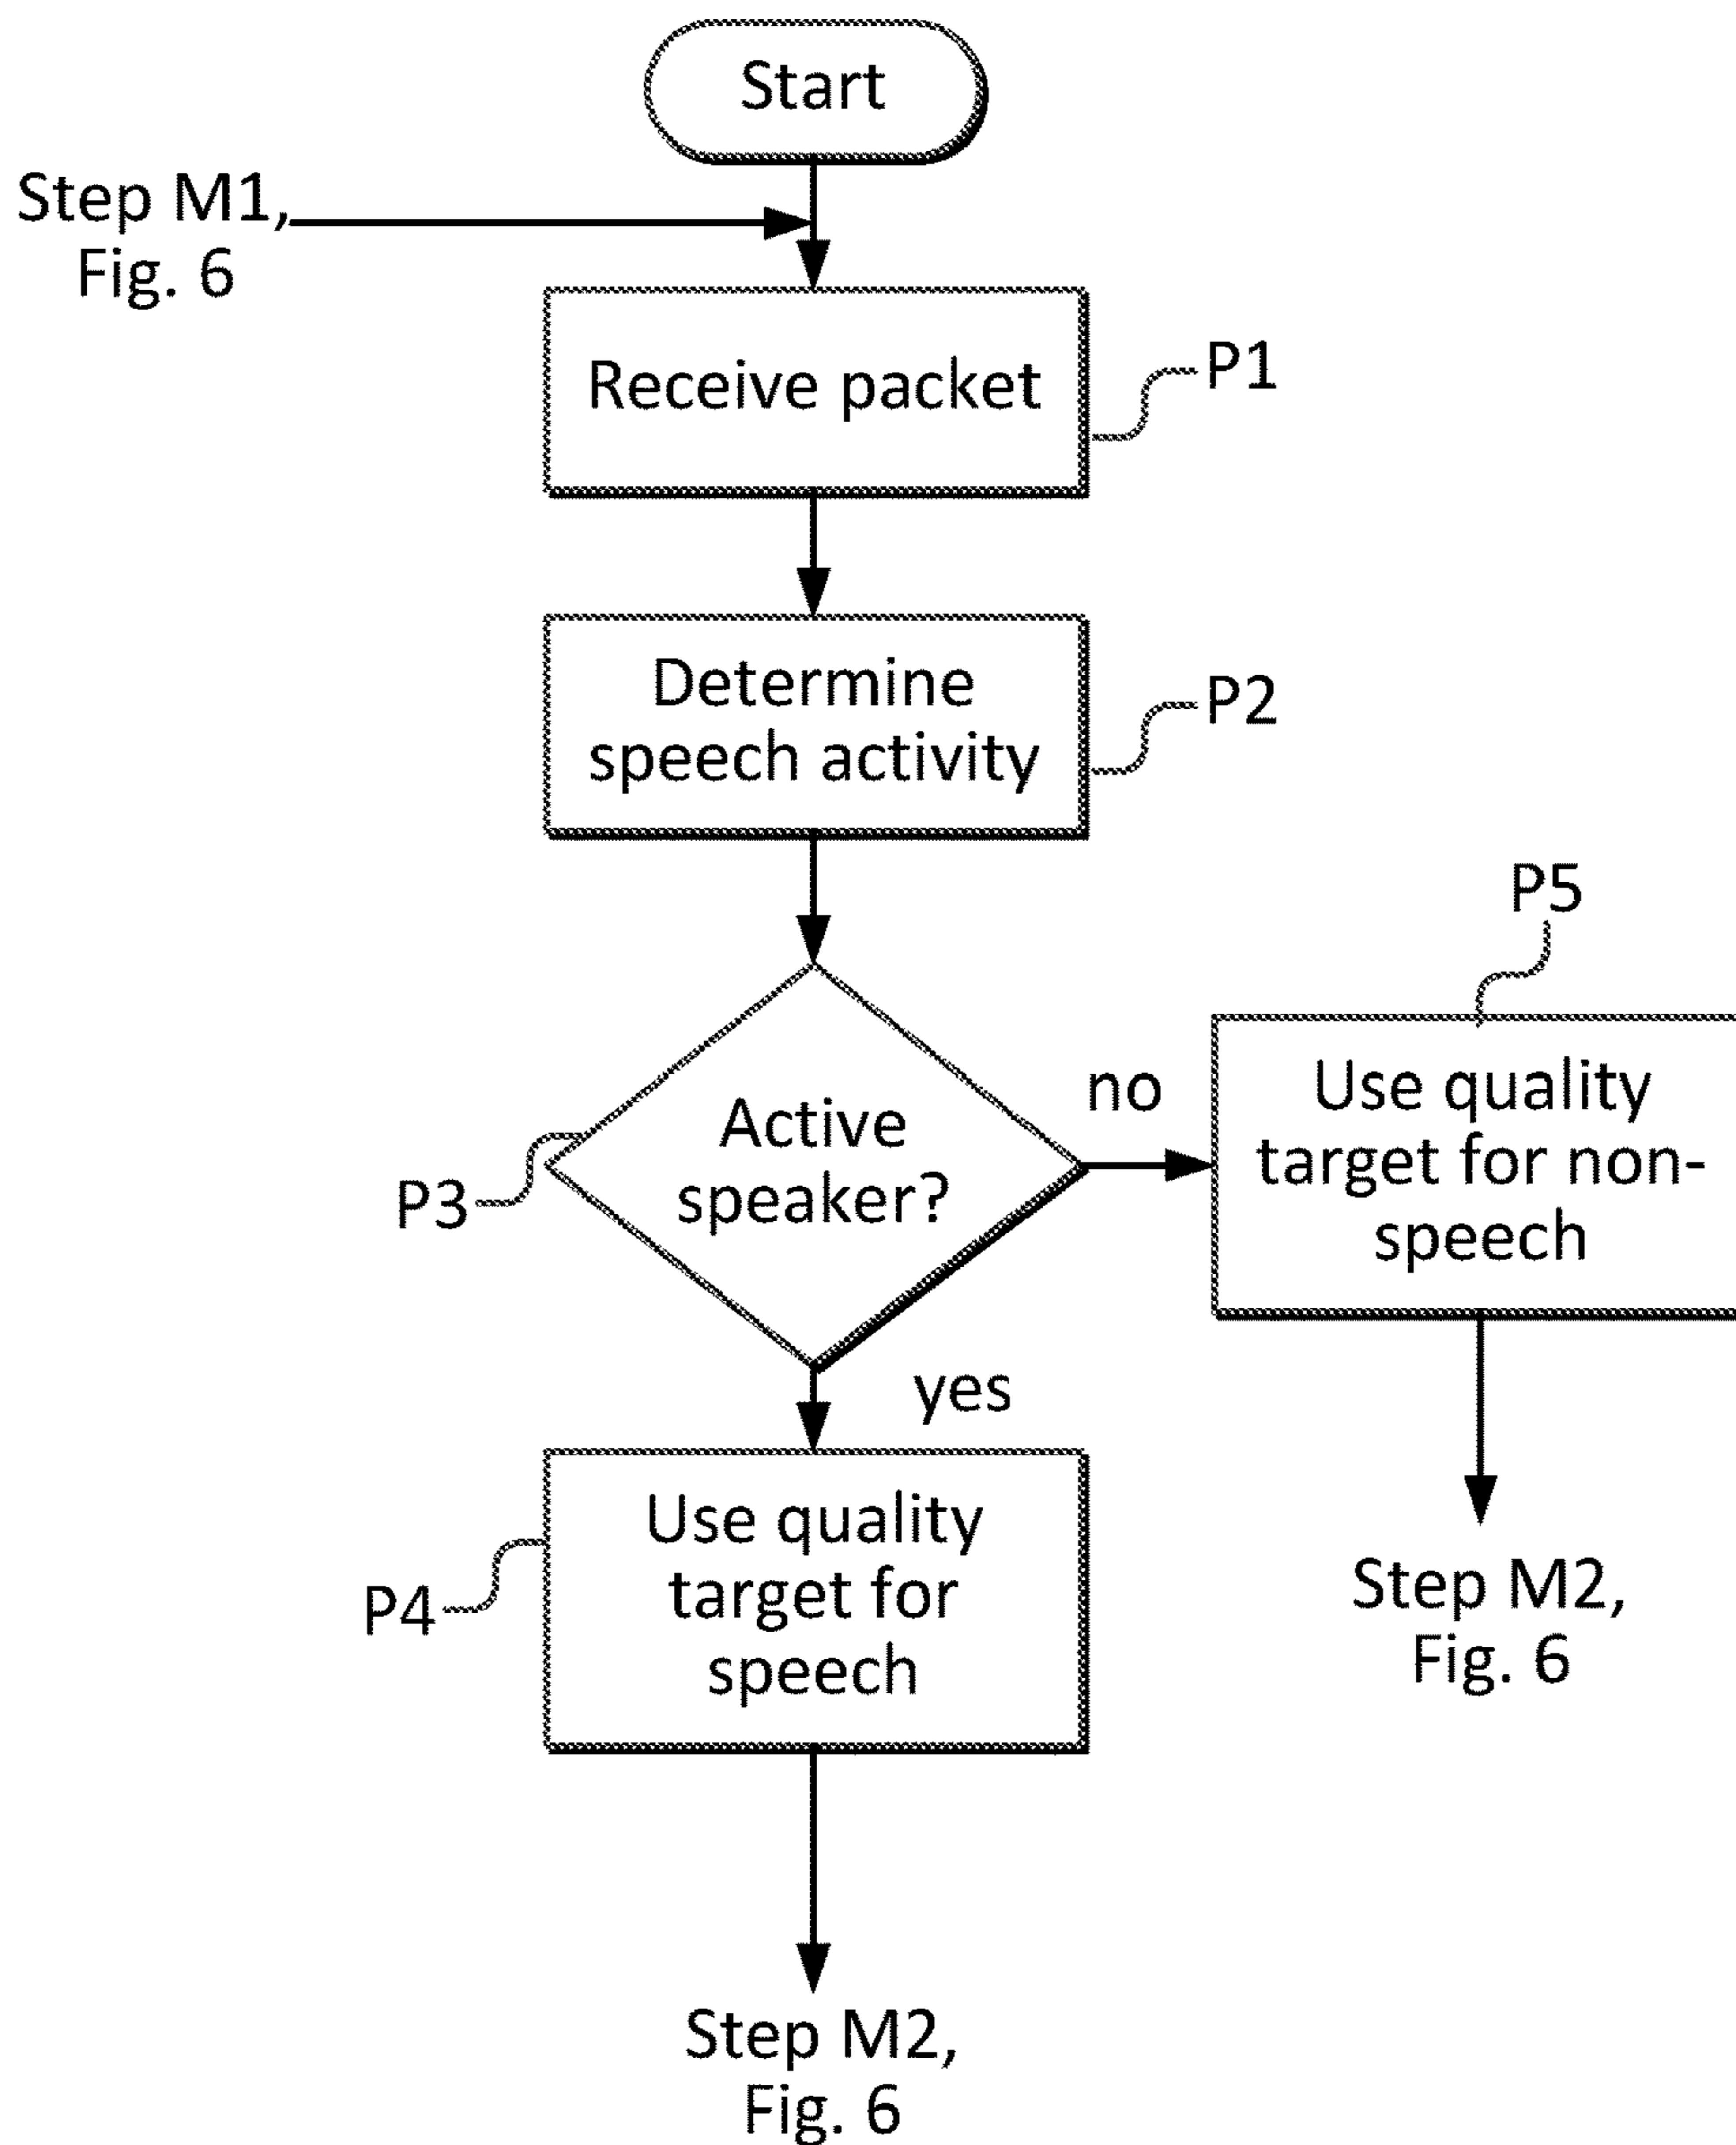 Start
Step M1,
Fig. 6
Receive packet
P1
Determine
speech activity
P2
P5
Active
speaker?
P3
no
Use quality
target for non-
speech
yes
Use quality
target for
speech
P4
Step M2,
Fig. 6
Step M2,
Fig. 6